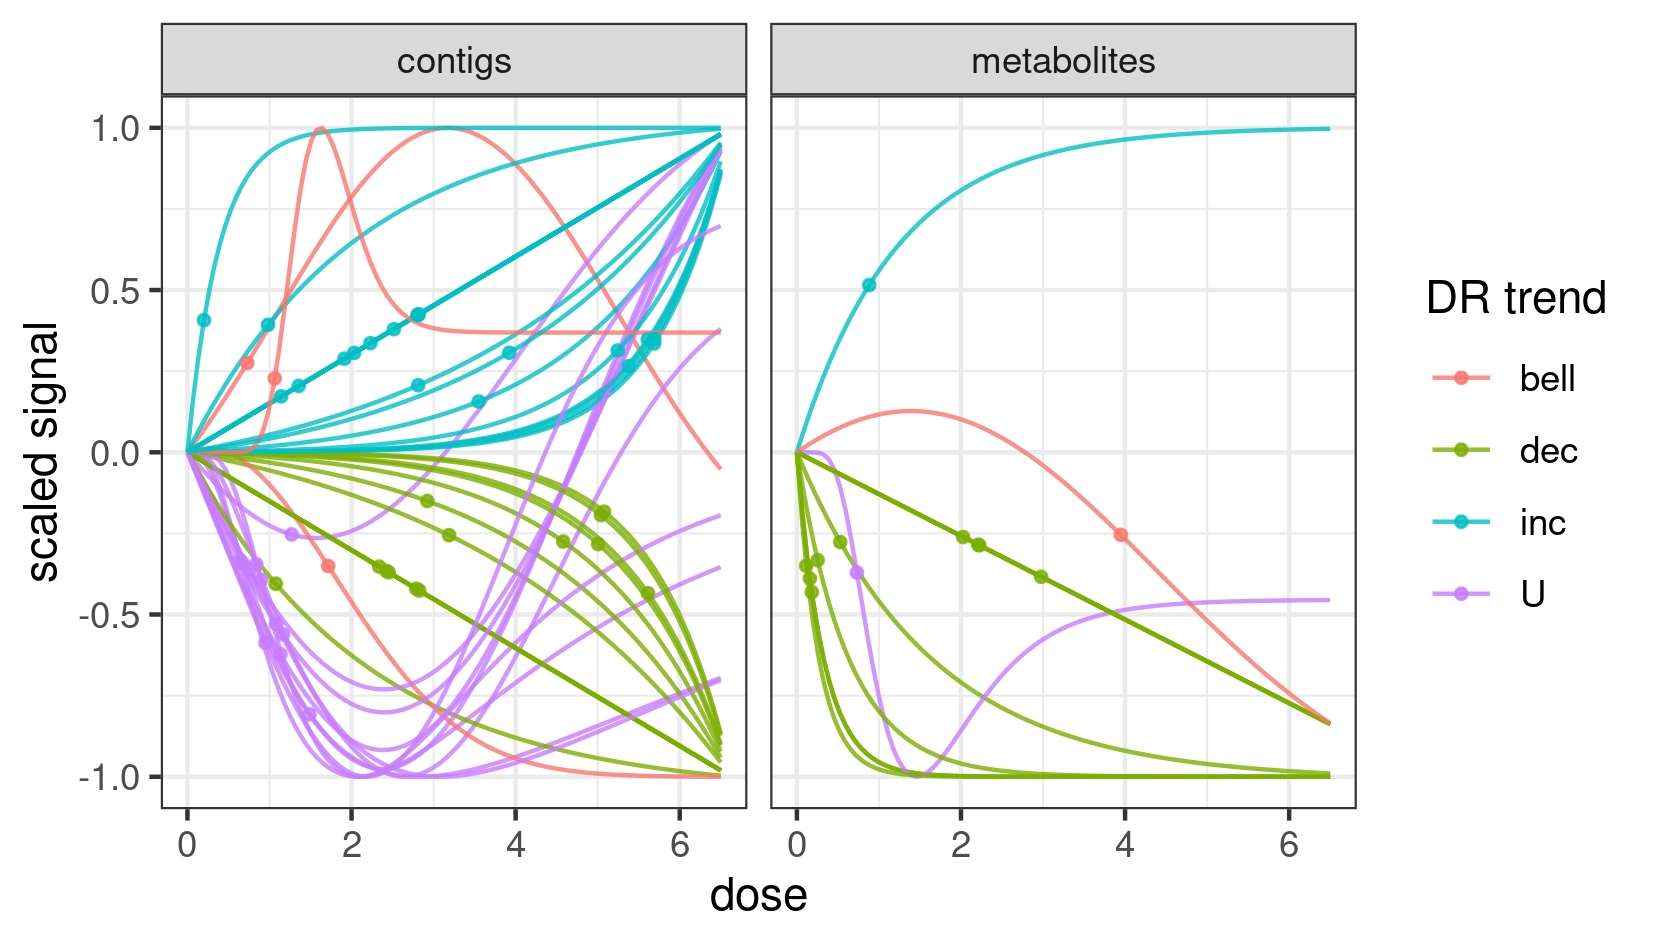 contigs
metabolites
1.0
0.5
0.0
-0.5
-1.0
scaled signal
0 2 4 6
0 2 4 6
dose
DR trend
bell
dec
inc
U